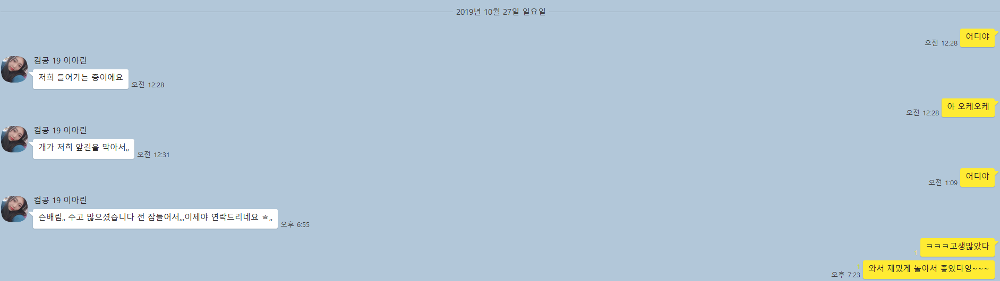 2019년 10월 27일 일요일
어디야
오전 12:28
컴공 19 이아린
저희 들어가는 중이에요
오전 12:28
아 오케오케
오전 12:28
컴공 19 이아린
개가 저희 앞길을 막아서,,
오전 12:31
어디야
오전 1:09
컴공 19 이아린
슨배림,, 수고 많으셨습니다 전 잠들어서,,,이제야 연락드리네요 ㅎ,,
오후 6:55
ㅋㅋㅋ고생많았다
1
와서 재밌게 놀아서 좋았다잉~~~
1
오후 7:23